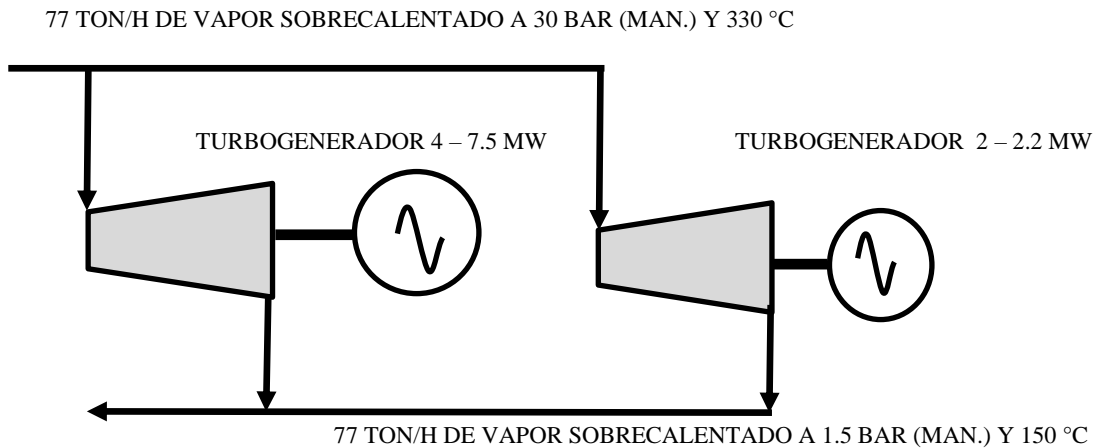 77 TON/H DE VAPOR SOBRECALENTADO A 30 BAR (MAN.) Y 330 °C
TURBOGENERADOR 4 – 7.5 MW
TURBOGENERADOR 2 – 2.2 MW
77 TON/H DE VAPOR SOBRECALENTADO A 1.5 BAR (MAN.) Y 150 °C